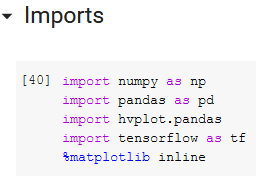 Imports
[40] import numpy as np
import pandas as pd
import hvplot.pandas
import tensorflow as tf
%matplotlib inline